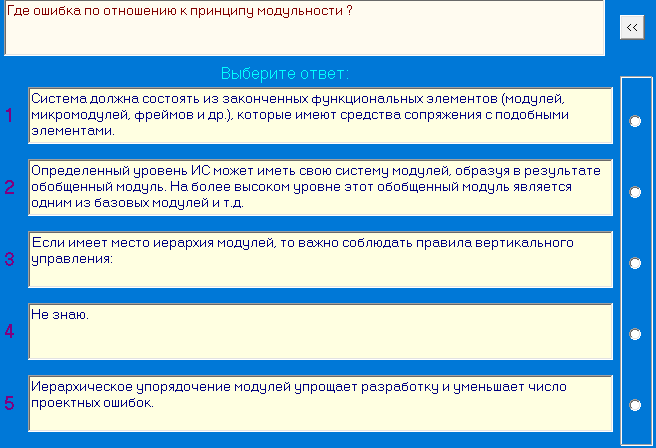 Где ошибка по отношению к принципу модульности ?
<<
Выберите ответ:
1
Система должна состоять из законченных функциональных элементов (модулей,
микромодулей, фреймов и др.), которые имеют средства сопряжения с подобными
элементами.
2
Определенный уровень ИС может иметь свою систему модулей, образуя в результате
обобщенный модуль. На более высоком уровне этот обобщенный модуль является
одним из базовых модулей и т.д.
3
Если имеет место иерархия модулей, то важно соблюдать правила вертикального
управления:
4
Не знаю.
5
Иерархическое упорядочение модулей упрощает разработку и уменьшает число
проектных ошибок.